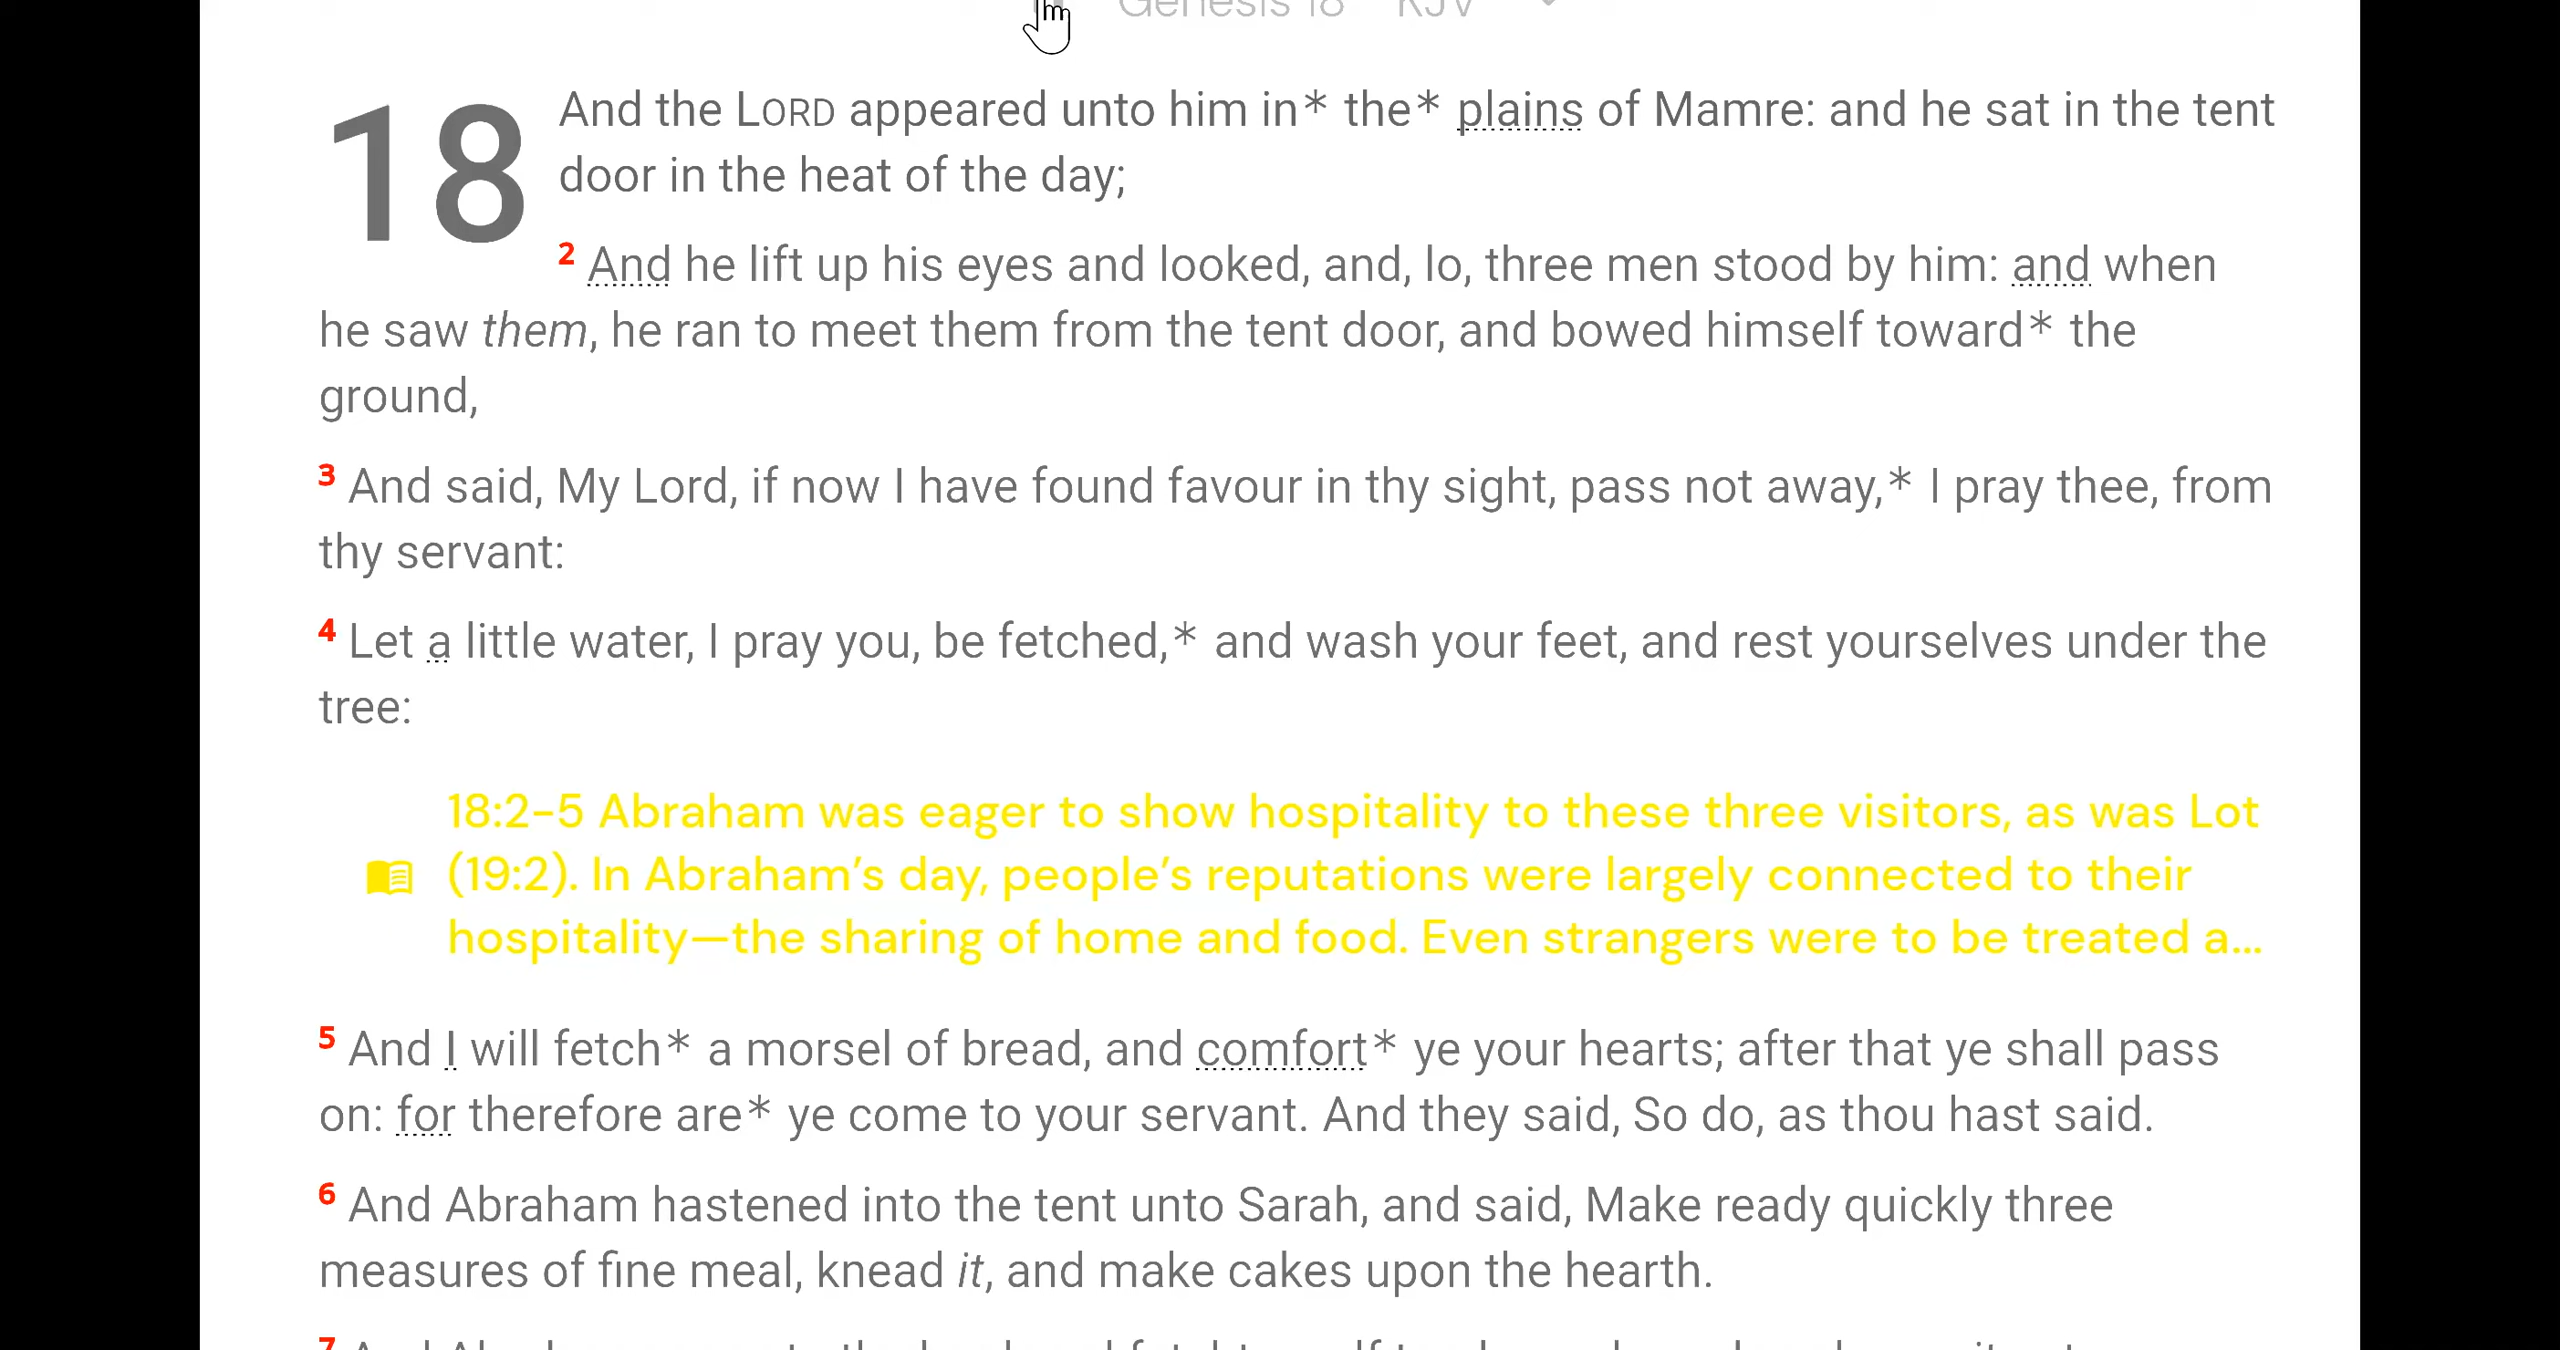 Genesis 18 KJV
18 And the LORD appeared unto him in* the* plains of Mamre: and he sat in the tent
door in the heat of the day;
2 And he lift up his eyes and looked, and, lo, three men stood by him: and when
he saw them, he ran to meet them from the tent door, and bowed himself toward* the
ground,
3 And said, My Lord, if now I have found favour in thy sight, pass not away,* I pray thee, from
thy servant:
4 Let a little water, I pray you, be fetched,* and wash your feet, and rest yourselves under the
tree:
18:2–5 Abraham was eager to show hospitality to these three visitors, as was Lot
(19:2). In Abraham’s day, people’s reputations were largely connected to their
hospitality—the sharing of home and food. Even strangers were to be treated a...
5 And I will fetch* a morsel of bread, and comfort* ye your hearts; after that ye shall pass
on: for therefore are* ye come to your servant. And they said, So do, as thou hast said.
6 And Abraham hastened into the tent unto Sarah, and said, Make ready quickly three
measures of fine meal, knead it, and make cakes upon the hearth.
7